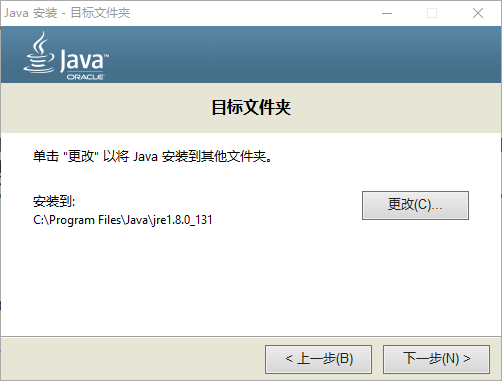 Java 安装 - 目标文件夹
Java™
ORACLE
目标文件夹
单击 "更改" 以将 Java 安装到其他文件夹。
安装到:
C:\Program Files\Java\jre1.8.0_131
更改(C)...
< 上一步(B)
下一步(N) >